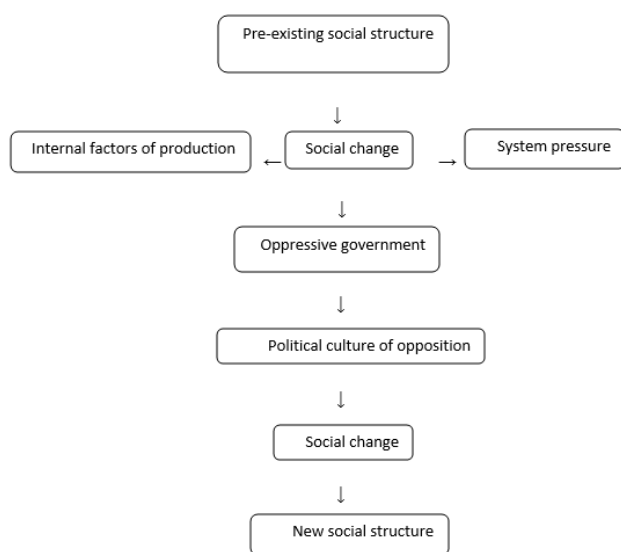 Pre-existing social structure
↓
Internal factors of production ← Social change → System pressure
↓
Oppressive government
↓
Political culture of opposition
↓
Social change
↓
New social structure